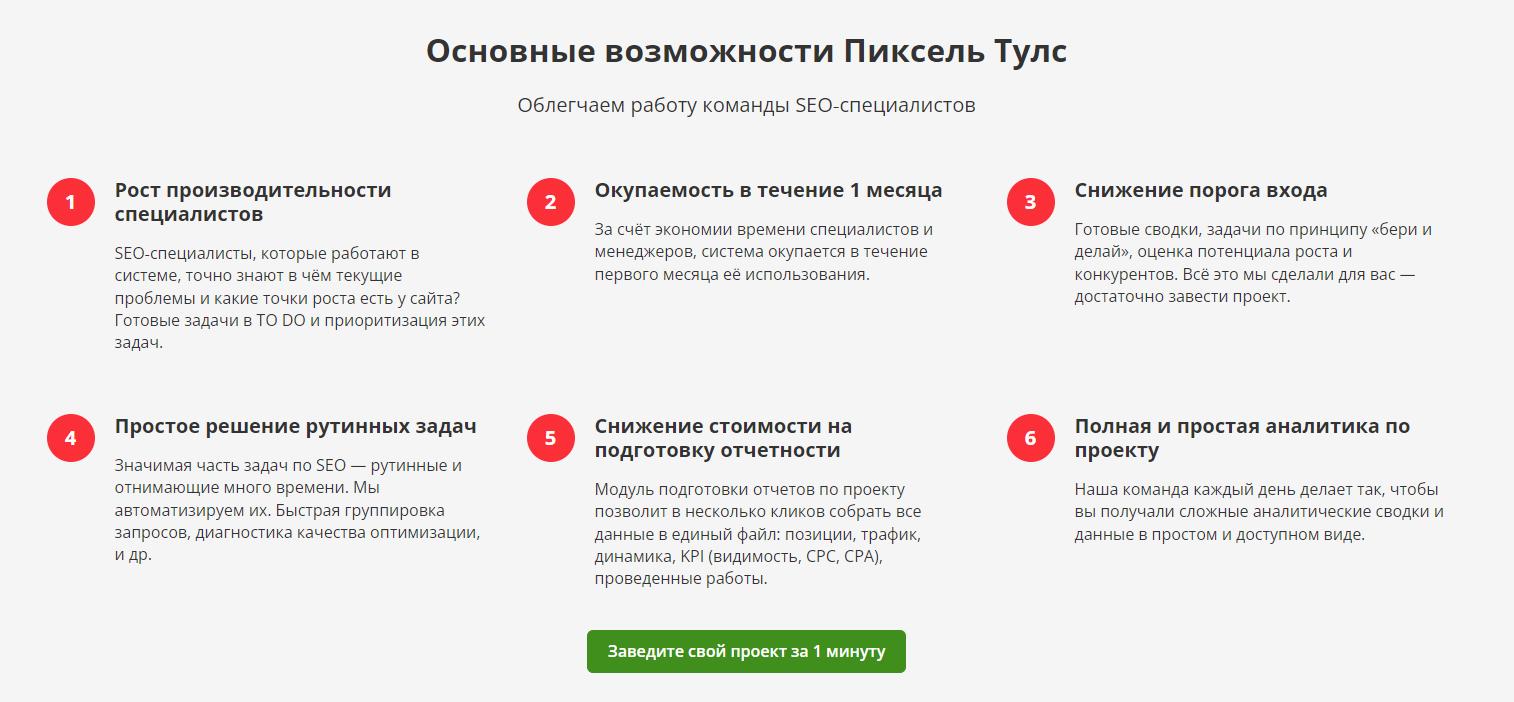 Основные возможности Пиксель Тулс
Облегчаем работу команды SEO-специалистов
1
Рост производительности
специалистов
SEO-специалисты, которые работают в
системе, точно знают в чём текущие
проблемы и какие точки роста есть у сайта?
Готовые задачи в TO DO и приоритизация этих
задач.
2
Окупаемость в течение 1 месяца
За счёт экономии времени специалистов и
менеджеров, система окупается в течение
первого месяца её использования.
3
Снижение порога входа
Готовые сводки, задачи по принципу «бери и
делай», оценка потенциала роста и
конкурентов. Всё это мы сделали для вас —
достаточно завести проект.
4
Простое решение рутинных задач
Значимая часть задач по SEO — рутинные и
отнимающие много времени. Мы
автоматизируем их. Быстрая группировка
запросов, диагностика качества оптимизации,
и др.
5
Снижение стоимости на
подготовку отчетности
Модуль подготовки отчетов по проекту
позволит в несколько кликов собрать все
данные в единый файл: позиции, трафик,
динамика, KPI (видимость, CPC, CPA),
проведенные работы.
6
Полная и простая аналитика по
проекту
Наша команда каждый день делает так, чтобы
вы получали сложные аналитические сводки и
данные в простом и доступном виде.
Заведите свой проект за 1 минуту